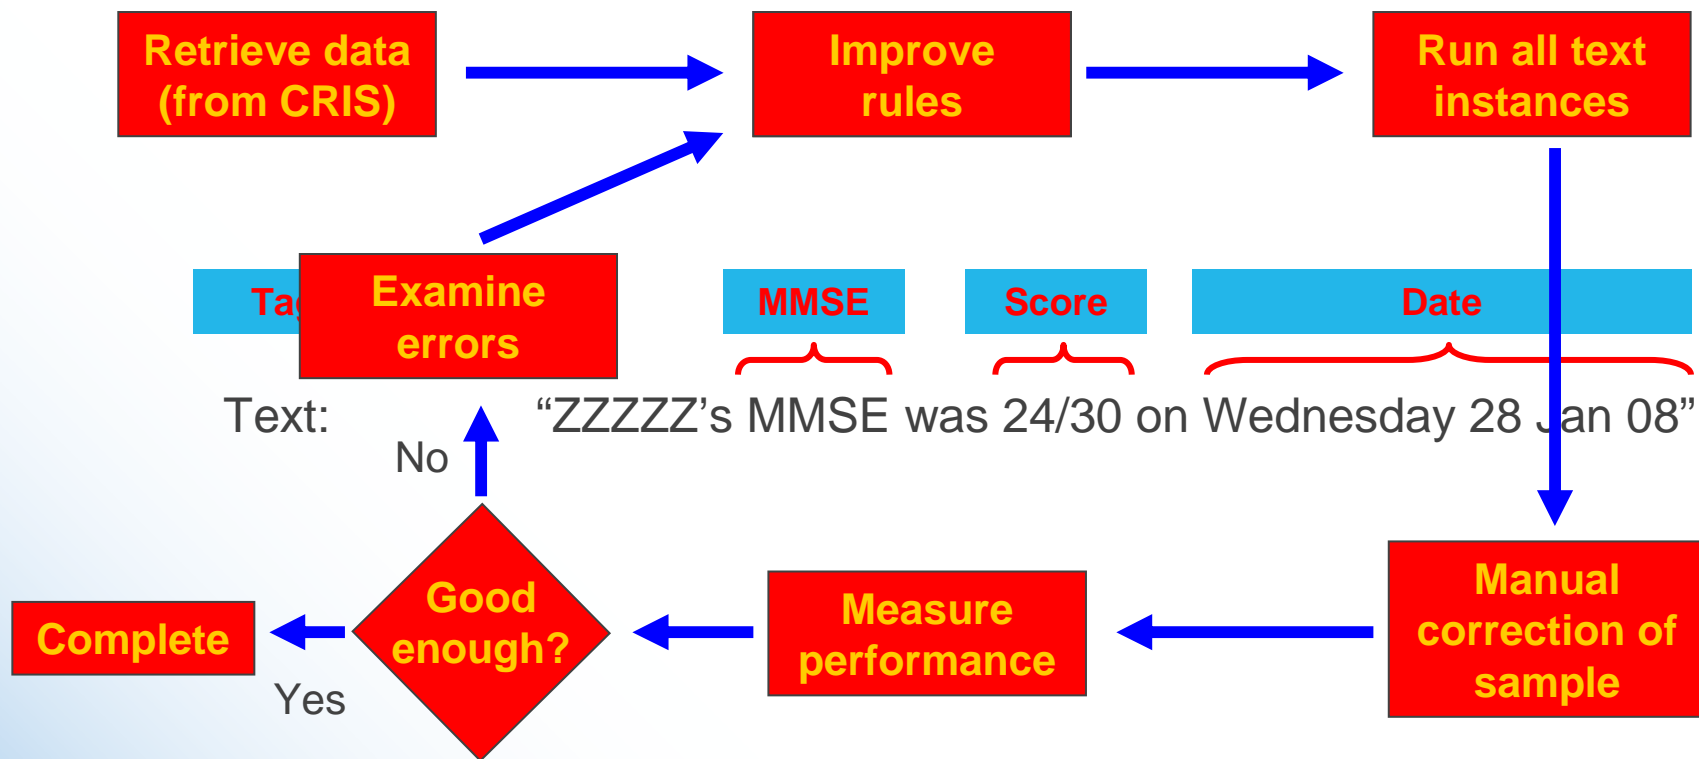 Retrieve data
(from CRIS)
Improve
rules
Run all text
instances
Examine
errors
MMSE
Score
Date
Text: “ZZZZZ’s MMSE was 24/30 on Wednesday 28 Jan 08”
No
Good
enough?
Complete
Yes
Measure
performance
Manual
correction of
sample